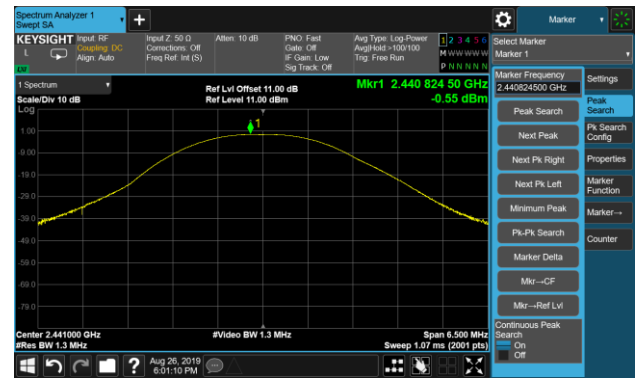 Spectrum Analyzer 1
Swept SA
Marker
KEYSIGHT
L
Input: RF
Coupling: DC
Align: Auto
Input Z: 50 Ω
Corrections: Off
Freq Ref: Int (S)
Atten: 10 dB
PNO: Fast
Gate: Off
IF Gain: Low
Sig Track: Off
Avg Type: Log-Power
Avg|Hold:>100/100
Trig: Free Run
1 2 3 4 5 6
M W W W W W
P N N N N N
LXI
Select Marker
Marker 1
1 Spectrum
Scale/Div 10 dB
Log
Ref Lvl Offset 11.00 dB
Ref Level 11.00 dBm
Mkr1 2.440 824 50 GHz
-0.55 dBm
1
1.00
-9.00
-19.0
-29.0
-39.0
-49.0
-59.0
-69.0
-79.0
Center 2.441000 GHz
#Res BW 1.3 MHz
#Video BW 1.3 MHz
Span 6.500 MHz
Sweep 1.07 ms (2001 pts)
Marker Frequency
2.440824500 GHz
Peak Search
Next Peak
Next Pk Right
Next Pk Left
Minimum Peak
Pk-Pk Search
Marker Delta
Mkr→CF
Mkr→Ref Lvl
Continuous Peak
Search
On
Off
Settings
Peak
Search
Pk Search
Config
Properties
Marker
Function
Marker→
Counter
?
Aug 26, 2019
6:01:10 PM